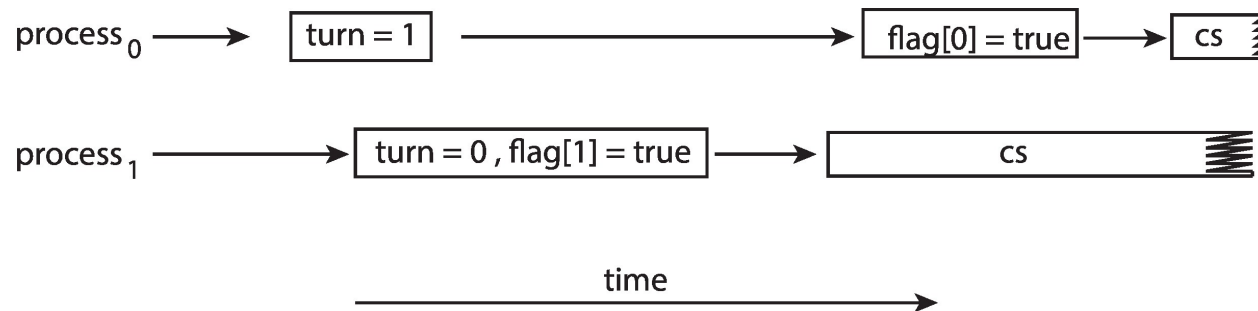 process₀ turn = 1 flag[0] = true cs
process₁ turn = 0 , flag[1] = true cs
time